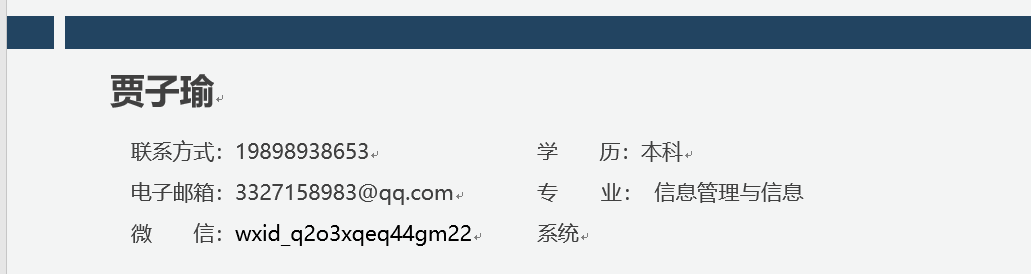 贾子瑜
联系方式：19898938653
学 历：本科
电子邮箱：3327158983@qq.com
专 业： 信息管理与信息
微 信：wxid_q2o3xqeq44gm22
系统